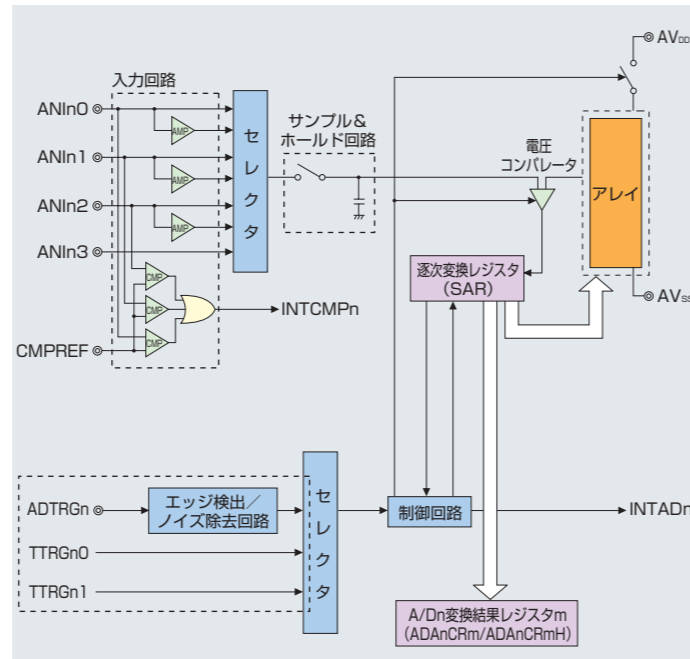 AVDD
入力回路
ANIn0
AMP
ANIn1
AMP
ANIn2
AMP
ANIn3
セレクタ
サンプル&
ホールド回路
電圧
コンパレータ
アレイ
CMP
CMP
CMP
CMPREF
INTCMPn
逐次変換レジスタ
(SAR)
AVSS
ADTRGn
エッジ検出/
ノイズ除去回路
TTRGn0
TTRGn1
セレクタ
制御回路
INTADn
A/Dn変換結果レジスタm
(ADAnCRm/ADAnCRmH)